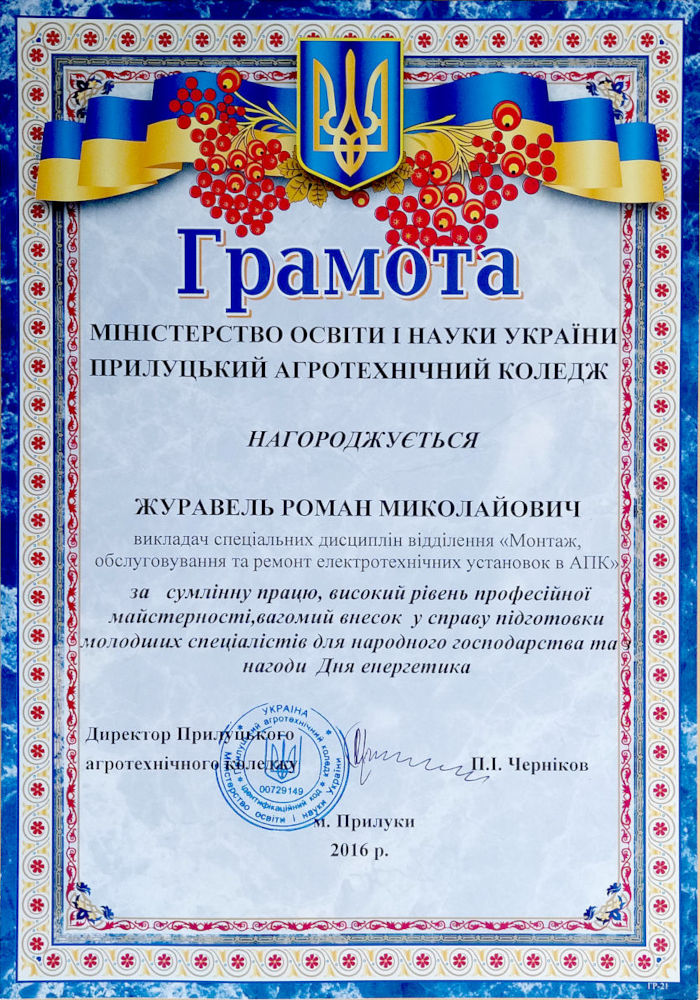 Грамота
МІНІСТЕРСТВО ОСВІТИ І НАУКИ УКРАЇНИ
ПРИЛУЦЬКИЙ АГРОТЕХНІЧНИЙ КОЛЕДЖ
НАГОРОДЖУЄТЬСЯ
ЖУРАВЕЛЬ РОМАН МИКОЛАЙОВИЧ
викладач спеціальних дисциплін відділення «Монтаж,
обслуговування та ремонт електротехнічних установок в АПК»
за сумлінну працю, високий рівень професійної
майстерності,вагомий внесок у справу підготовки
молодших спеціалістів для народного господарства та з
нагоди Дня енергетика
Директор Прилуцького
агротехнічного коледжу П.І. Черніков
УКРАЇНА
Міністерство освіти і науки України
Прилуцький агротехнічний коледж
ідентифікаційний код
00729149
м. Прилуки
2016 р.
ГР-21